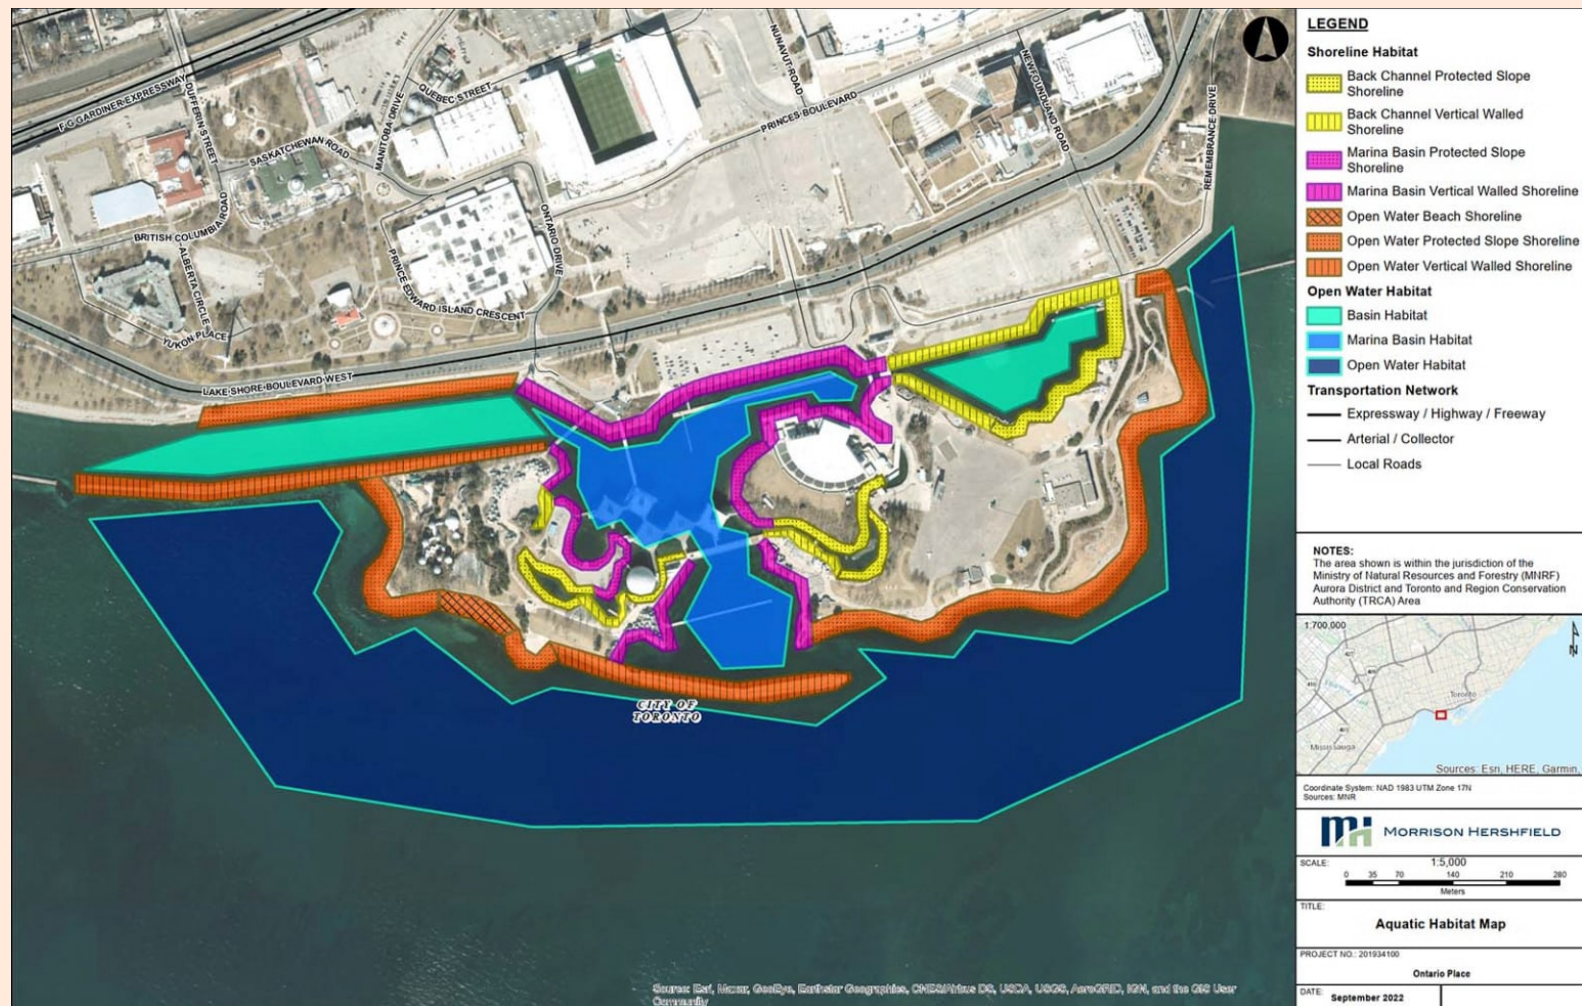 F G GARDINER EXPRESSWAY
DUFFERIN STREET
SASKATCHEWAN ROAD
MANITOBA DRIVE
QUEBEC STREET
NUNAVUT ROAD
PRINCES BOULEVARD
NEWFOUNDLAND ROAD
REMEMBRANCE DRIVE
BRITISH COLUMBIA ROAD
ALBERTA CIRCLE
YUKON PLACE
PRINCE EDWARD ISLAND CRESCENT
ONTARIO DRIVE
LAKE SHORE BOULEVARD WEST
CITY OF
TORONTO
Source: Esri, Maxar, GeoEye, Earthstar Geographics, CNES/Airbus DS, USDA, USGS, AeroGRID, IGN, and the GIS User
Community
LEGEND
Shoreline Habitat
Back Channel Protected Slope
Shoreline
Back Channel Vertical Walled
Shoreline
Marina Basin Protected Slope
Shoreline
Marina Basin Vertical Walled Shoreline
Open Water Beach Shoreline
Open Water Protected Slope Shoreline
Open Water Vertical Walled Shoreline
Open Water Habitat
Basin Habitat
Marina Basin Habitat
Open Water Habitat
Transportation Network
Expressway / Highway / Freeway
Arterial / Collector
Local Roads
NOTES:
The area shown is within the jurisdiction of the
Ministry of Natural Resources and Forestry (MNRF)
Aurora District and Toronto and Region Conservation
Authority (TRCA) Area
1:700,000
N
Toronto
Mississauga
Sources: Esri, HERE, Garmin,
Coordinate System: NAD 1983 UTM Zone 17N
Sources: MNR
MH MORRISON HERSHFIELD
SCALE: 1:5,000
0 35 70 140 210 280
Meters
TITLE:
Aquatic Habitat Map
PROJECT NO.: 201934100
Ontario Place
DATE: September 2022